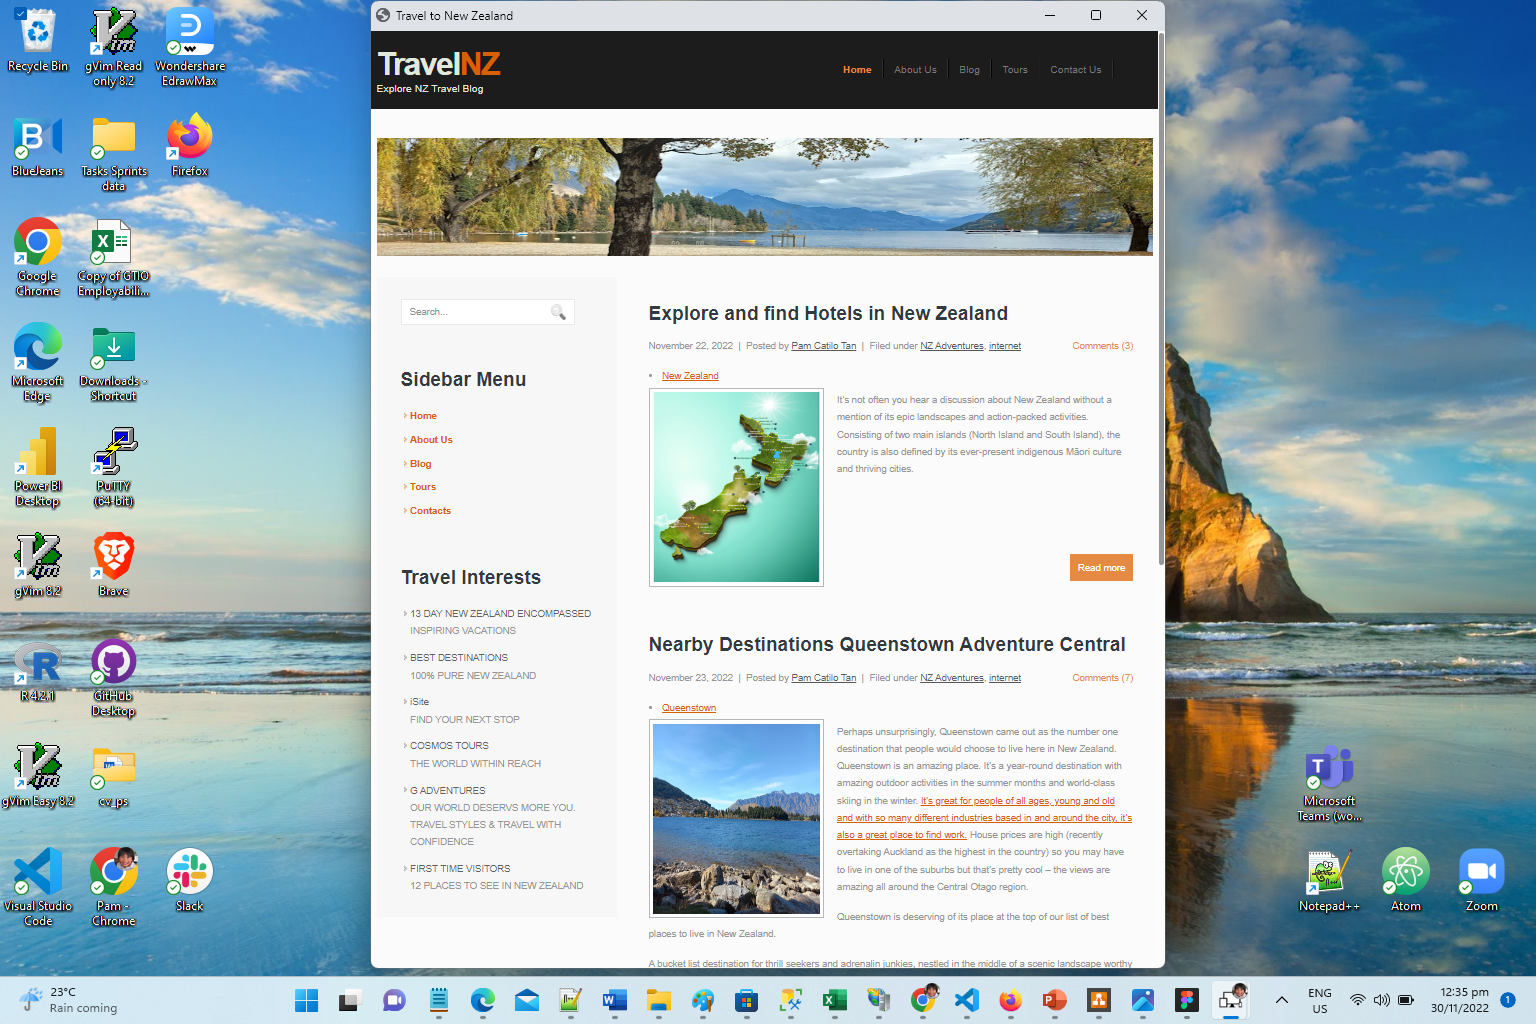 Recycle Bin
gVim Read
only 8.2
Wondershare
EdrawMax
BlueJeans
Tasks Sprints
data
Firefox
Google
Chrome
Copy of GTIO
Employabili...
Microsoft
Edge
Downloads -
Shortcut
Power BI
Desktop
PuTTY
(64-bit)
gVim 8.2
Brave
R 4.2.1
GitHub
Desktop
gVim Easy 8.2
cv_ps
Visual Studio
Code
Pam -
Chrome
Slack
Travel to New Zealand
TravelNZ
Explore NZ Travel Blog
Home
About Us
Blog
Tours
Contact Us
Search...
Sidebar Menu
Home
About Us
Blog
Tours
Contacts
Travel Interests
13 DAY NEW ZEALAND ENCOMPASSED
INSPIRING VACATIONS
BEST DESTINATIONS
100% PURE NEW ZEALAND
iSite
FIND YOUR NEXT STOP
COSMOS TOURS
THE WORLD WITHIN REACH
G ADVENTURES
OUR WORLD DESERVS MORE YOU.
TRAVEL STYLES & TRAVEL WITH
CONFIDENCE
FIRST TIME VISITORS
12 PLACES TO SEE IN NEW ZEALAND
Explore and find Hotels in New Zealand
November 22, 2022 | Posted by Pam Catilo Tan | Filed under NZ Adventures, internet
Comments (3)
• New Zealand
It's not often you hear a discussion about New Zealand without a
mention of its epic landscapes and action-packed activities.
Consisting of two main islands (North Island and South Island), the
country is also defined by its ever-present indigenous Māori culture
and thriving cities.
Read more
Nearby Destinations Queenstown Adventure Central
November 23, 2022 | Posted by Pam Catilo Tan | Filed under NZ Adventures, internet
Comments (7)
• Queenstown
Perhaps unsurprisingly, Queenstown came out as the number one
destination that people would choose to live here in New Zealand.
Queenstown is an amazing place. It's a year-round destination with
amazing outdoor activities in the summer months and world-class
skiing in the winter. It's great for people of all ages, young and old
and with so many different industries based in and around the city, it's
also a great place to find work. House prices are high (recently
overtaking Auckland as the highest in the country) so you may have
to live in one of the suburbs but that's pretty cool – the views are
amazing all around the Central Otago region.
Queenstown is deserving of its place at the top of our list of best
places to live in New Zealand.
A bucket list destination for thrill seekers and adrenalin junkies, nestled in the middle of a scenic landscape worthy
Microsoft
Teams (wo...
Notepad++
Atom
Zoom
23°C
Rain coming
ENG
US
12:35 pm
30/11/2022
1